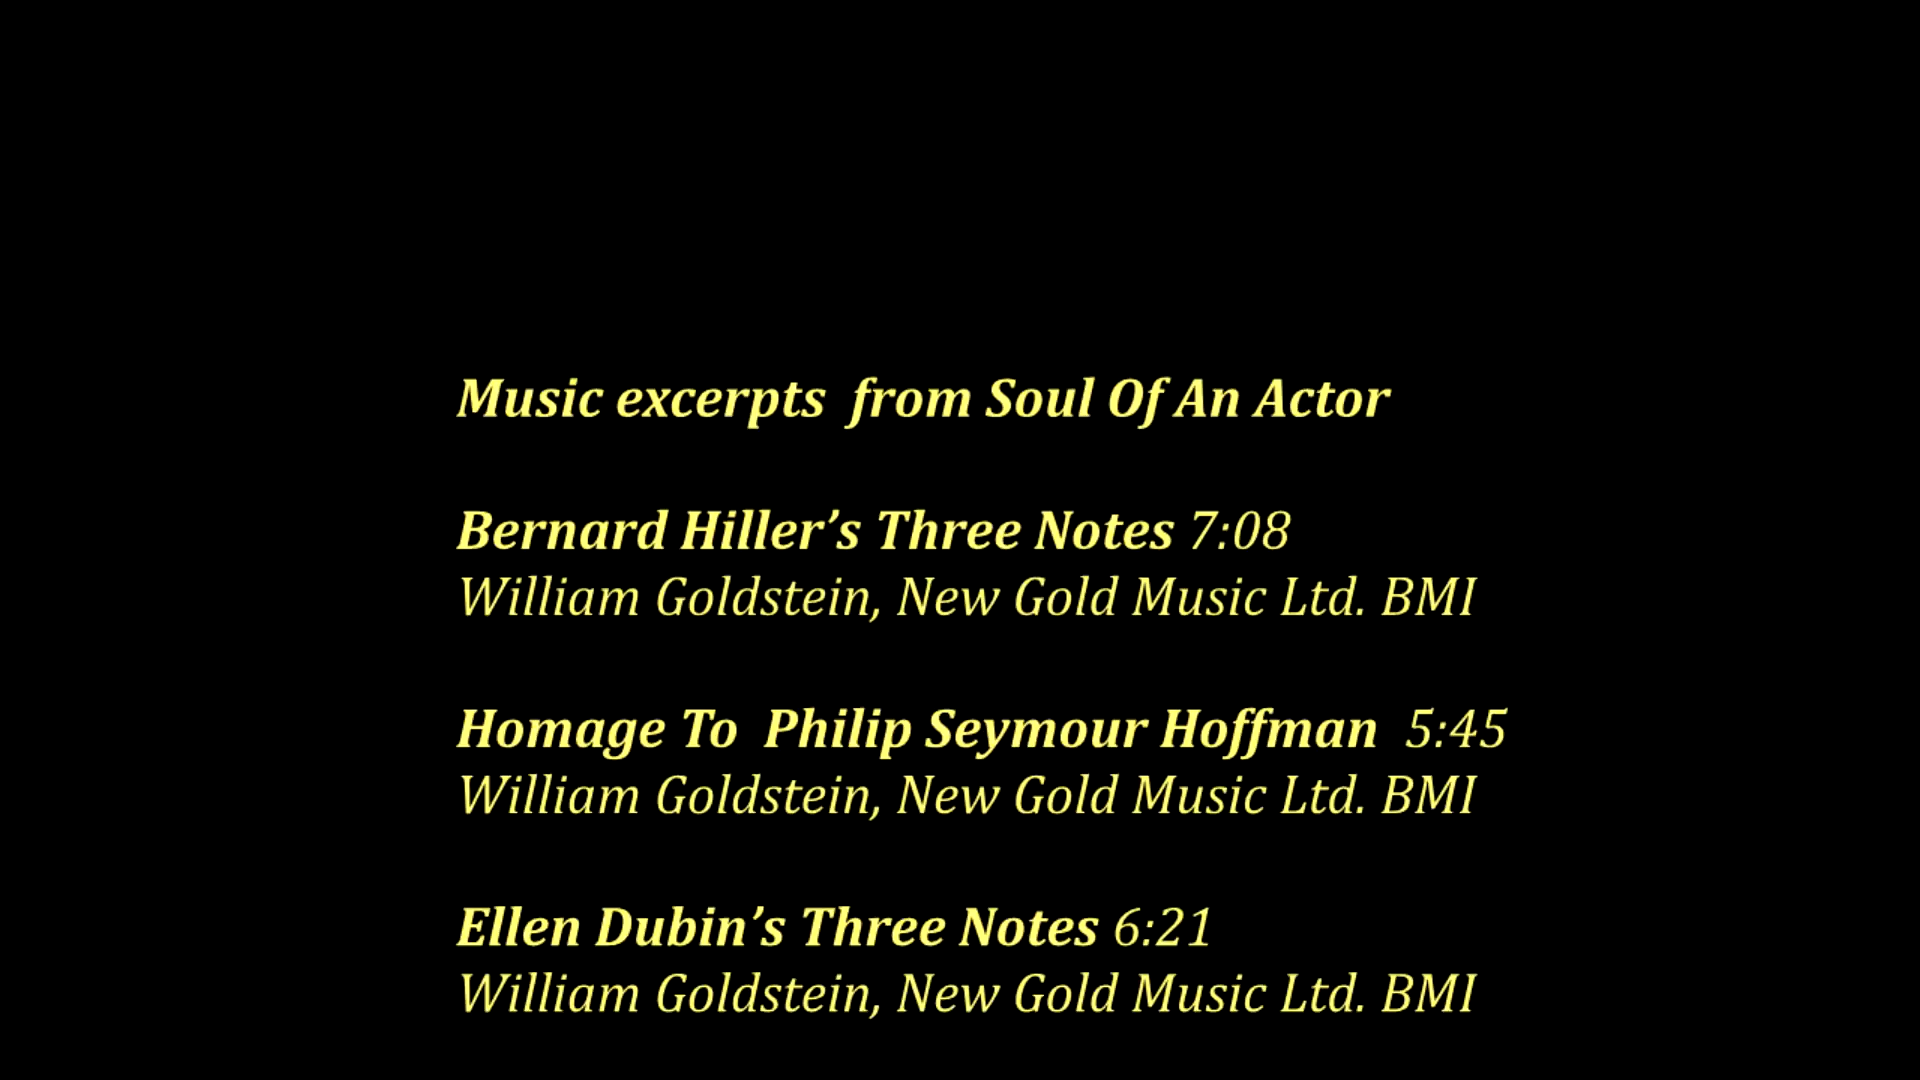 Music excerpts  from Soul Of An Actor
Bernard Hiller’s Three Notes 7:08
William Goldstein, New Gold Music Ltd. BMI
Homage To  Philip Seymour Hoffman  5:45
William Goldstein, New Gold Music Ltd. BMI
Ellen Dubin’s Three Notes 6:21
William Goldstein, New Gold Music Ltd. BMI